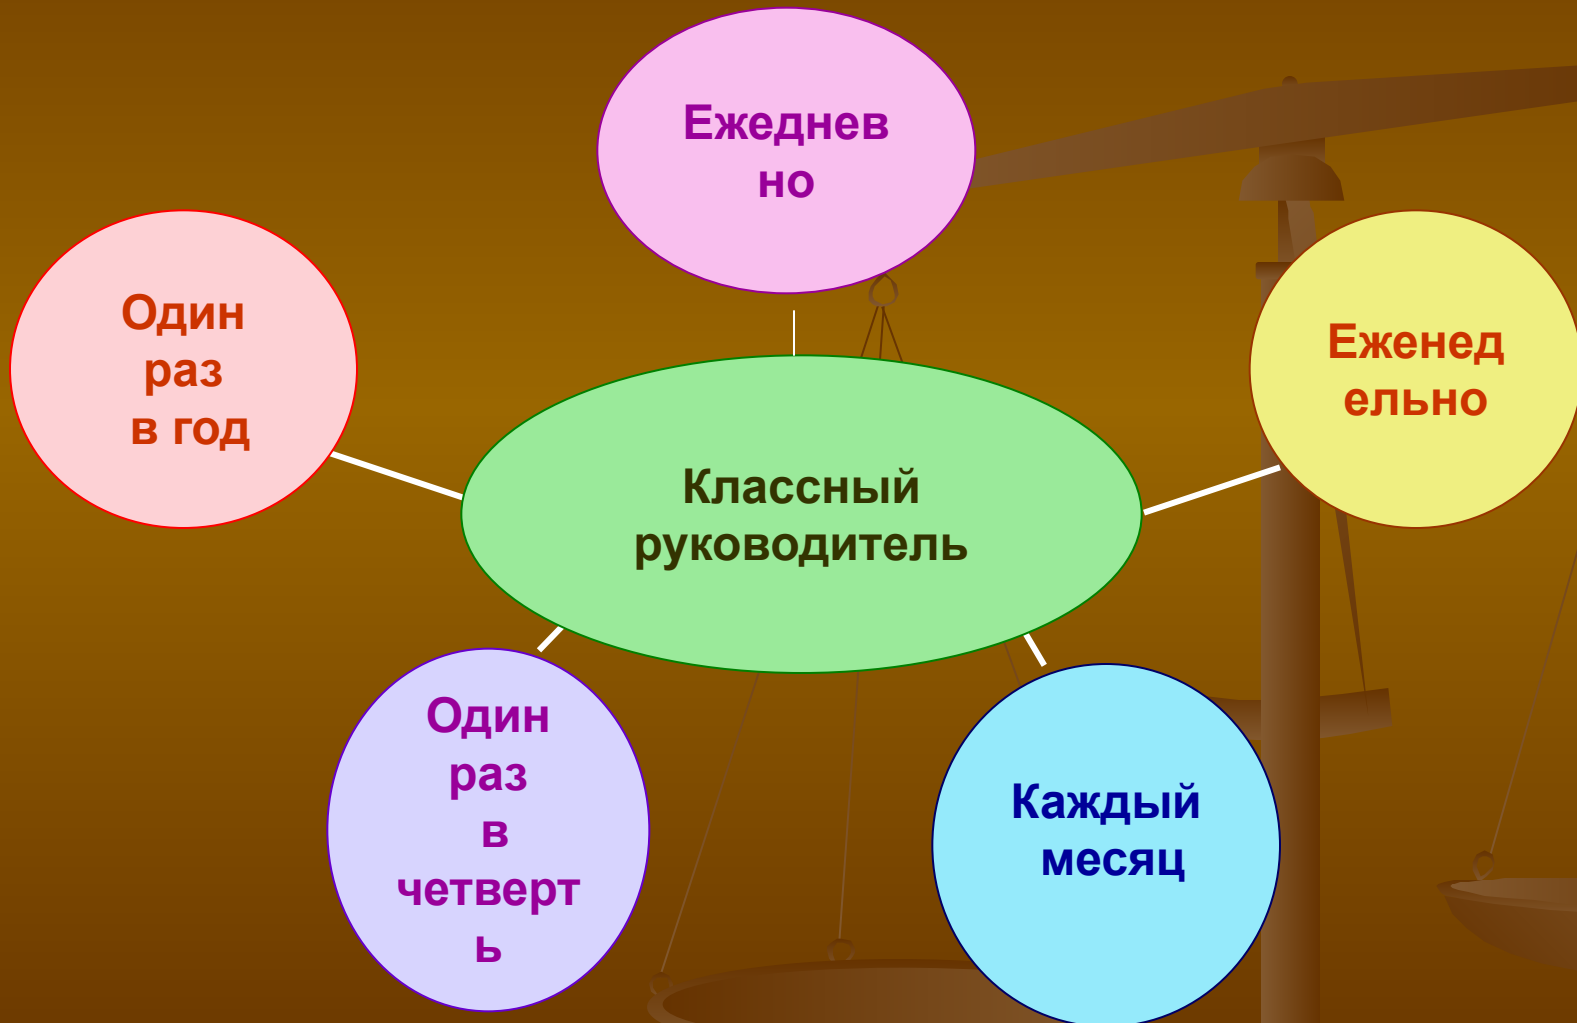 Ежеднев
но
Один
раз
в год
Еженед
ельно
Классный
руководитель
Один
раз
в
четверт
ь
Каждый
месяц